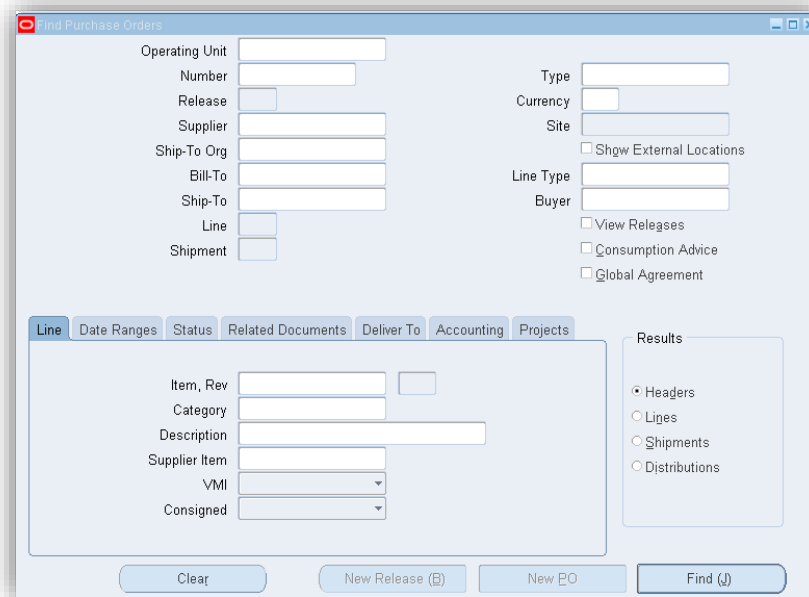 Find Purchase Orders
Operating Unit
Number
Type
Release
Currency
Supplier
Site
Ship-To Org
Show External Locations
Bill-To
Line Type
Ship-To
Buyer
Line
View Releases
Shipment
Consumption Advice
Global Agreement
Line Date Ranges Status Related Documents Deliver To Accounting Projects
Results
Item, Rev
Headers
Category
Lines
Description
Shipments
Supplier Item
Distributions
VMI
Consigned
Clear New Release (B) New PO Find (J)